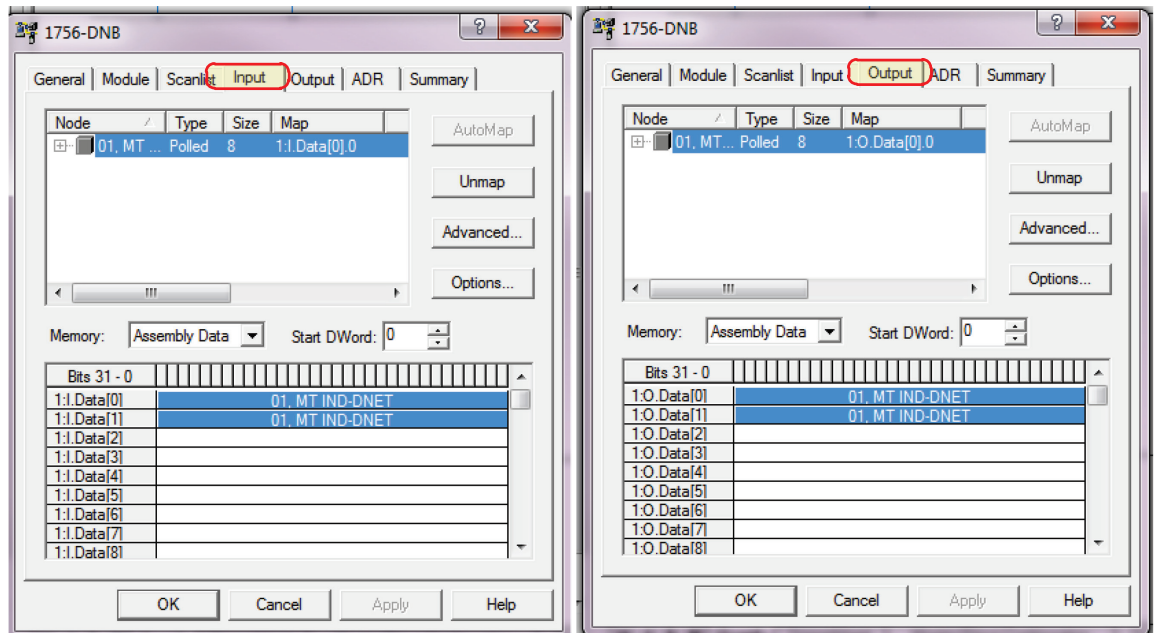 1756-DNB
General Module Scanlist Input Output ADR Summary
Node Type Size Map
01, MT ... Polled 8 1:I.Data[0].0
AutoMap
Unmap
Advanced...
Options...
Memory: Assembly Data Start DWord: 0
Bits 31 - 0
1:I.Data[0] 01, MT IND-DNET
1:I.Data[1] 01, MT IND-DNET
1:I.Data[2]
1:I.Data[3]
1:I.Data[4]
1:I.Data[5]
1:I.Data[6]
1:I.Data[7]
1:I.Data[8]
OK Cancel Apply Help
1756-DNB
General Module Scanlist Input Output ADR Summary
Node Type Size Map
01, MT... Polled 8 1:O.Data[0].0
AutoMap
Unmap
Advanced...
Options...
Memory: Assembly Data Start DWord: 0
Bits 31 - 0
1:O.Data[0] 01, MT IND-DNET
1:O.Data[1] 01, MT IND-DNET
1:O.Data[2]
1:O.Data[3]
1:O.Data[4]
1:O.Data[5]
1:O.Data[6]
1:O.Data[7]
1:O.Data[8]
OK Cancel Apply Help